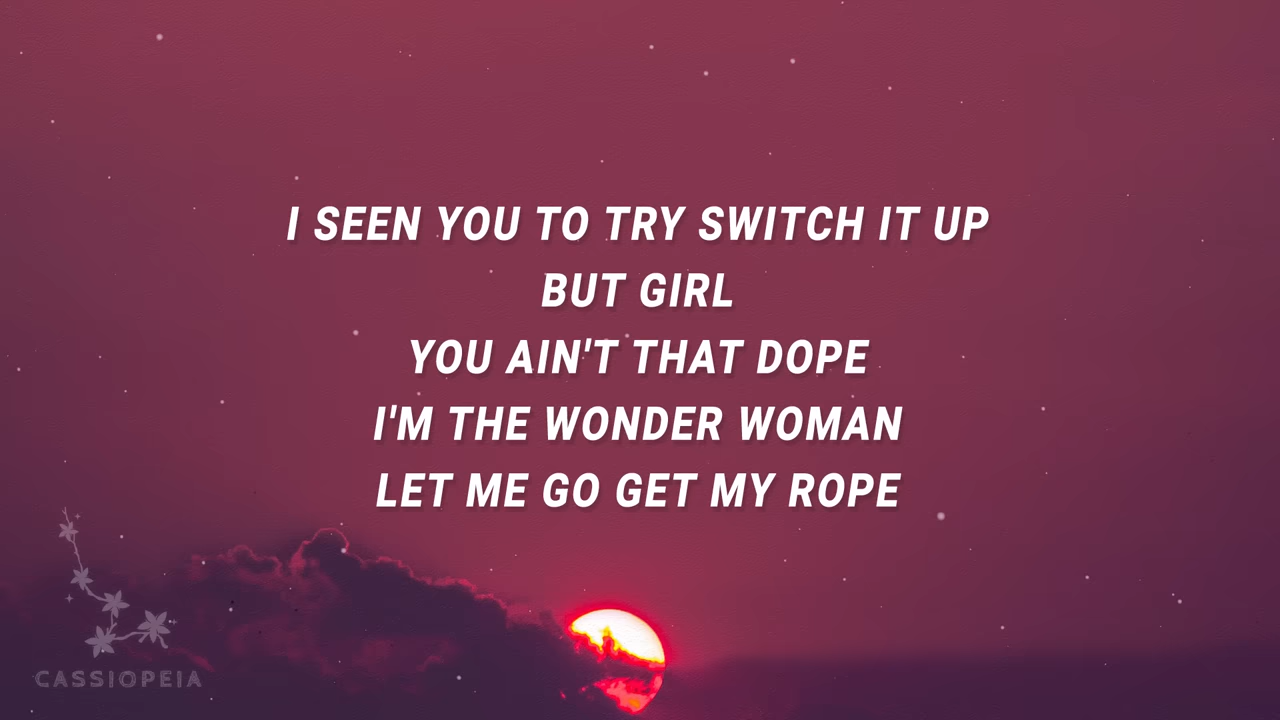 I SEEN YOU TO TRY SWITCH IT UP
BUT GIRL
YOU AIN'T THAT DOPE
I'M THE WONDER WOMAN
LET ME GO GET MY ROPE
CASSIOPEIA